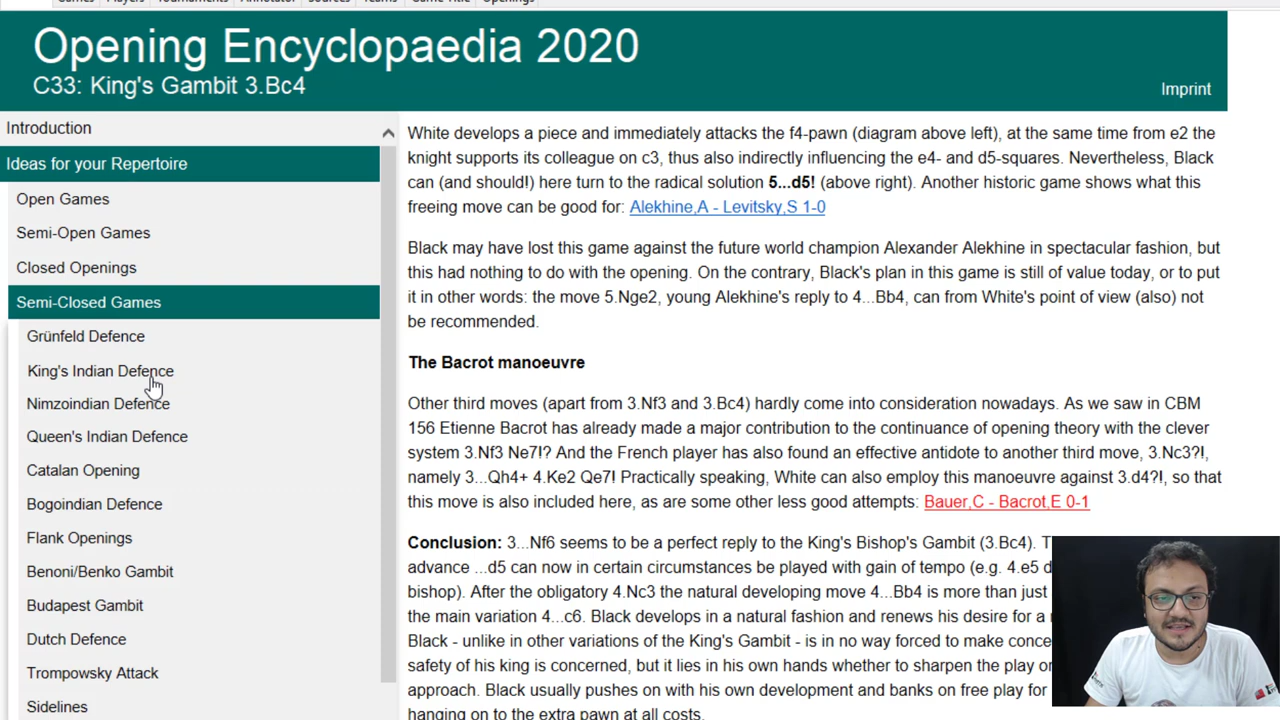 Games Players Tournaments Annotator Sources Teams Game Title Openings
Opening Encyclopaedia 2020
C33: King's Gambit 3.Bc4
Imprint
Introduction
Ideas for your Repertoire
Open Games
Semi-Open Games
Closed Openings
Semi-Closed Games
Grünfeld Defence
King's Indian Defence
Nimzoindian Defence
Queen's Indian Defence
Catalan Opening
Bogoindian Defence
Flank Openings
Benoni/Benko Gambit
Budapest Gambit
Dutch Defence
Trompowsky Attack
Sidelines
White develops a piece and immediately attacks the f4-pawn (diagram above left), at the same time from e2 the
knight supports its colleague on c3, thus also indirectly influencing the e4- and d5-squares. Nevertheless, Black
can (and should!) here turn to the radical solution 5...d5! (above right). Another historic game shows what this
freeing move can be good for: Alekhine,A - Levitsky,S 1-0
Black may have lost this game against the future world champion Alexander Alekhine in spectacular fashion, but
this had nothing to do with the opening. On the contrary, Black's plan in this game is still of value today, or to put
it in other words: the move 5.Nge2, young Alekhine's reply to 4...Bb4, can from White's point of view (also) not
be recommended.
The Bacrot manoeuvre
Other third moves (apart from 3.Nf3 and 3.Bc4) hardly come into consideration nowadays. As we saw in CBM
156 Etienne Bacrot has already made a major contribution to the continuance of opening theory with the clever
system 3.Nf3 Ne7!? And the French player has also found an effective antidote to another third move, 3.Nc3?!,
namely 3...Qh4+ 4.Ke2 Qe7! Practically speaking, White can also employ this manoeuvre against 3.d4?!, so that
this move is also included here, as are some other less good attempts: Bauer,C - Bacrot,E 0-1
Conclusion: 3...Nf6 seems to be a perfect reply to the King's Bishop's Gambit (3.Bc4). T
advance ...d5 can now in certain circumstances be played with gain of tempo (e.g. 4.e5 d
bishop). After the obligatory 4.Nc3 the natural developing move 4...Bb4 is more than just
the main variation 4...c6. Black develops in a natural fashion and renews his desire for a
Black - unlike in other variations of the King's Gambit - is in no way forced to make conce
safety of his king is concerned, but it lies in his own hands whether to sharpen the play or
approach. Black usually pushes on with his own development and banks on free play for
hanging on to the extra pawn at all costs.